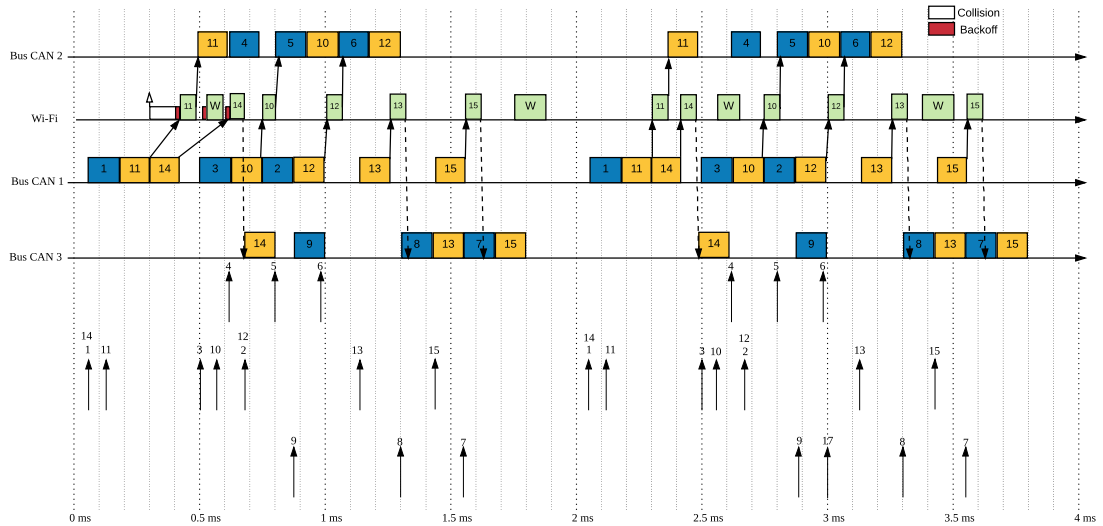 Collision
Backoff
Bus CAN 2 11 4 5 10 6 12 11 4 5 10 6 12
Wi-Fi 11 W 14 10 12 13 15 W 11 14 W 10 12 13 W 15
Bus CAN 1 1 11 14 3 10 2 12 13 15 1 11 14 3 10 2 12 13 15
Bus CAN 3 14 9 8 13 7 15 14 9 8 13 7 15
4 5 6 4 5 6
14 12 14 12
1 11 3 10 2 13 15 1 11 3 10 2 13 15
9 8 7 9 17 8 7
0 ms 0.5 ms 1 ms 1.5 ms 2 ms 2.5 ms 3 ms 3.5 ms 4 ms